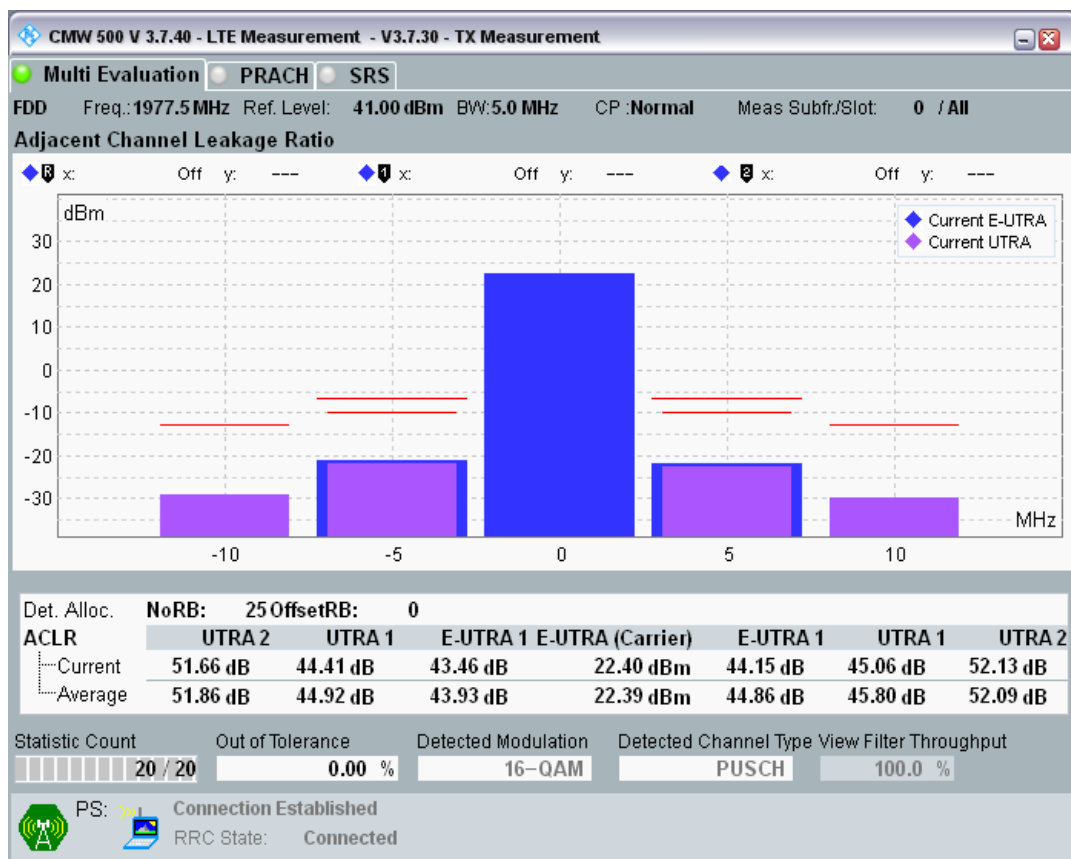 CMW 500 V 3.7.40 - LTE Measurement - V3.7.30 - TX Measurement
Multi Evaluation PRACH SRS
FDD Freq.: 1977.5 MHz Ref. Level: 41.00 dBm BW: 5.0 MHz CP : Normal Meas Subfr./Slot: 0 / All
Adjacent Channel Leakage Ratio
R x: Off y: --- 1 x: Off y: --- 2 x: Off y: ---
dBm
Current E-UTRA
Current UTRA
30
20
10
0
-10
-20
-30
MHz
-10 -5 0 5 10
Det. Alloc. NoRB: 25 OffsetRB: 0
ACLR UTRA 2 UTRA 1 E-UTRA 1 E-UTRA (Carrier) E-UTRA 1 UTRA 1 UTRA 2
Current 51.66 dB 44.41 dB 43.46 dB 22.40 dBm 44.15 dB 45.06 dB 52.13 dB
Average 51.86 dB 44.92 dB 43.93 dB 22.39 dBm 44.86 dB 45.80 dB 52.09 dB
Statistic Count Out of Tolerance Detected Modulation Detected Channel Type View Filter Throughput
20 / 20 0.00 % 16-QAM PUSCH 100.0 %
PS: Connection Established
RRC State: Connected